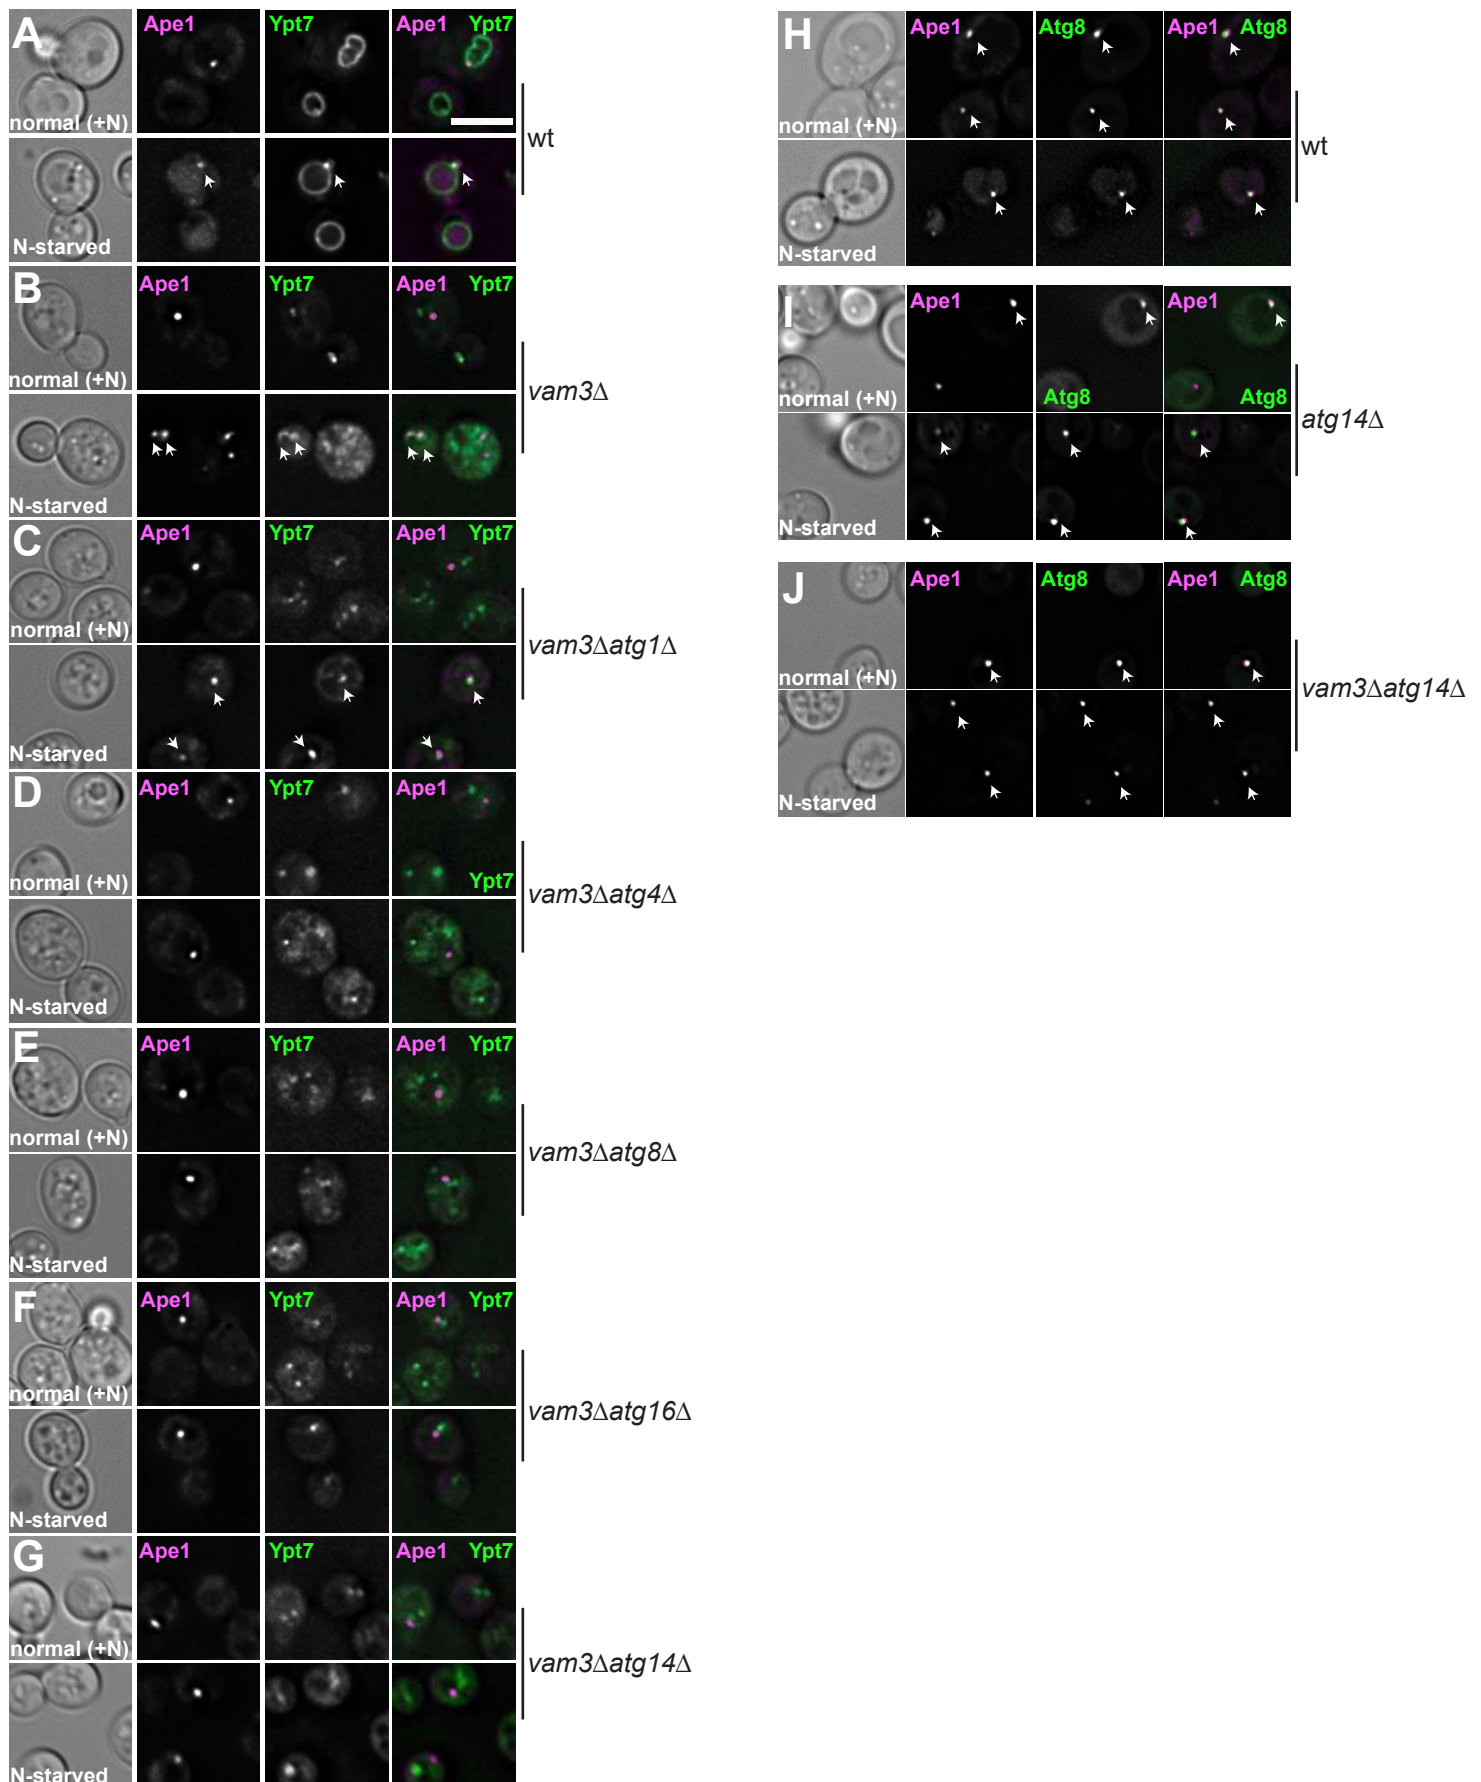 A
Ape1
Ypt7
Ape1 Ypt7
normal (+N)
N-starved
wt
B
Ape1
Ypt7
Ape1 Ypt7
normal (+N)
N-starved
vam3Δ
C
Ape1
Ypt7
Ape1 Ypt7
normal (+N)
N-starved
vam3Δatg1Δ
D
Ape1
Ypt7
Ape1
Ypt7
normal (+N)
N-starved
vam3Δatg4Δ
E
Ape1
Ypt7
Ape1 Ypt7
normal (+N)
N-starved
vam3Δatg8Δ
F
Ape1
Ypt7
Ape1 Ypt7
normal (+N)
N-starved
vam3Δatg16Δ
G
Ape1
Ypt7
Ape1 Ypt7
normal (+N)
N-starved
vam3Δatg14Δ
H
Ape1
Atg8
Ape1 Atg8
normal (+N)
N-starved
wt
I
Ape1
Atg8
Ape1
Atg8
normal (+N)
N-starved
atg14Δ
J
Ape1
Atg8
Ape1 Atg8
normal (+N)
N-starved
vam3Δatg14Δ